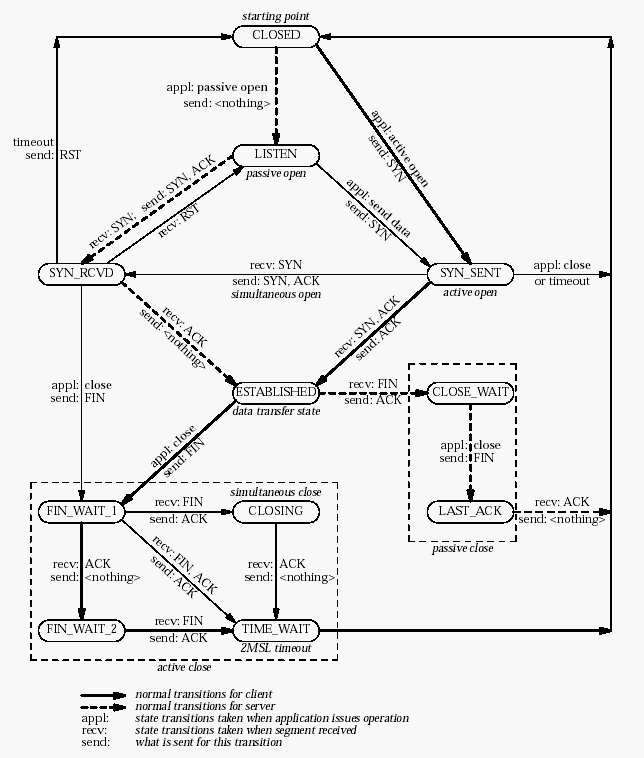 starting point
CLOSED
appl: passive open
send: <nothing>
appl: active open
send: SYN
timeout
send: RST
LISTEN
passive open
recv: SYN; send: SYN, ACK
recv: RST
appl: send data
send: SYN
SYN_RCVD
recv: SYN
send: SYN, ACK
simultaneous open
SYN_SENT
active open
appl: close
or timeout
recv: ACK
send: <nothing>
recv: SYN, ACK
send: ACK
appl: close
send: FIN
ESTABLISHED
data transfer state
recv: FIN
send: ACK
CLOSE_WAIT
appl: close
send: FIN
appl: close
send: FIN
simultaneous close
FIN_WAIT_1
recv: FIN
send: ACK
CLOSING
LAST_ACK
recv: ACK
send: <nothing>
passive close
recv: ACK
send: <nothing>
recv: FIN, ACK
send: ACK
recv: ACK
send: <nothing>
FIN_WAIT_2
recv: FIN
send: ACK
TIME_WAIT
2MSL timeout
active close
normal transitions for client
normal transitions for server
appl: state transitions taken when application issues operation
recv: state transitions taken when segment received
send: what is sent for this transition